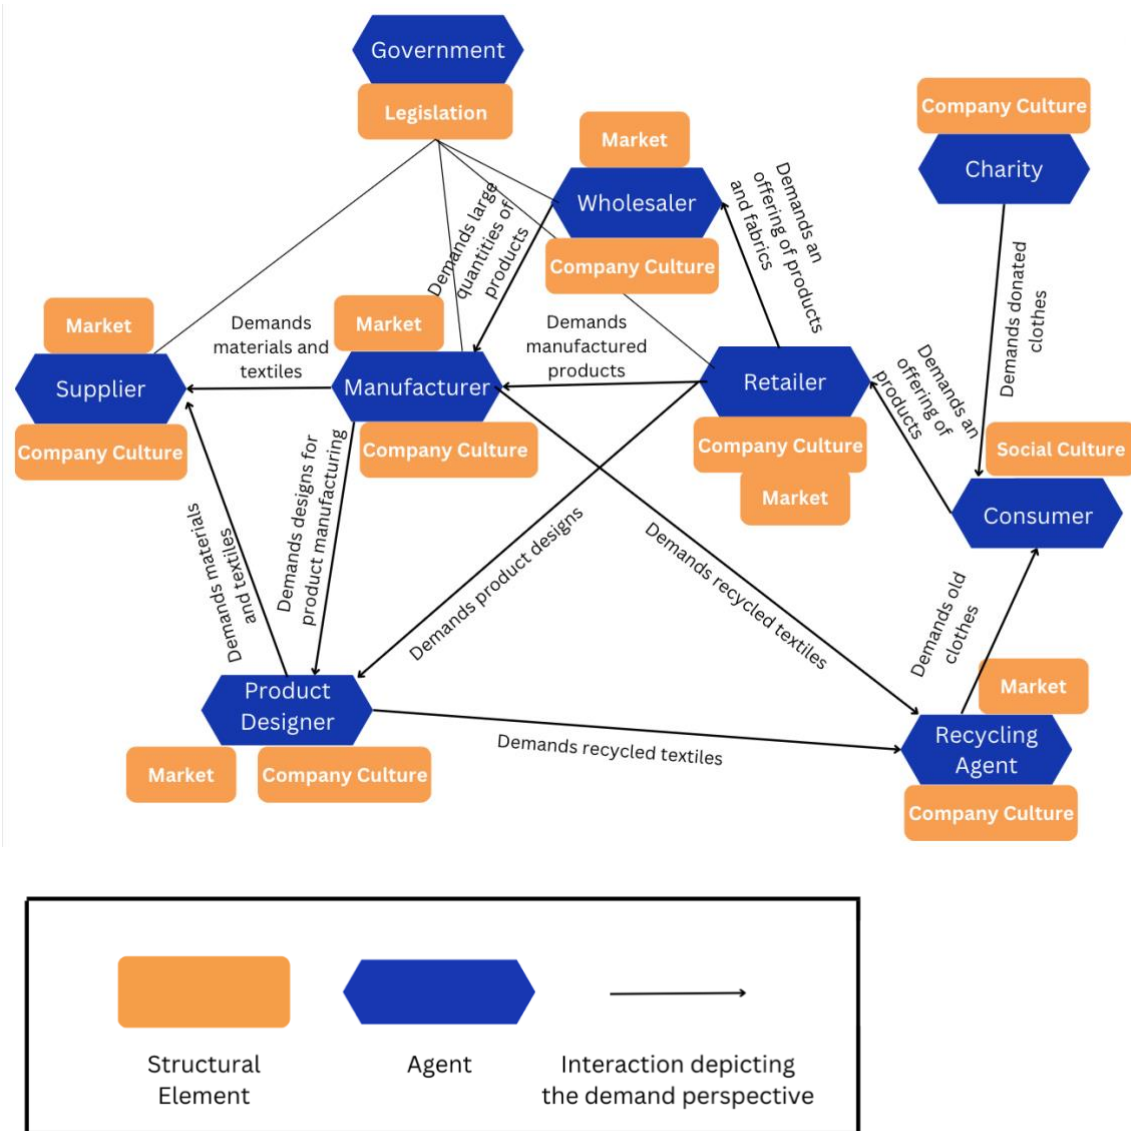 Government
Legislation
Company Culture
Charity
Market
Wholesaler
Company Culture
Demands large
quantities of
products
Demands an
offering of products
and fabrics
Demands donated
clothes
Market
Supplier
Company Culture
Demands
materials and
textiles
Market
Manufacturer
Company Culture
Demands
manufactured
products
Retailer
Company Culture
Market
Demands an
offering of
products
Social Culture
Consumer
Demands materials
and textiles
Demands designs for
product manufacturing
Demands product designs
Demands recycled textiles
Demands old
clothes
Product
Designer
Market
Company Culture
Demands recycled textiles
Market
Recycling
Agent
Company Culture
Structural
Element
Agent
Interaction depicting
the demand perspective